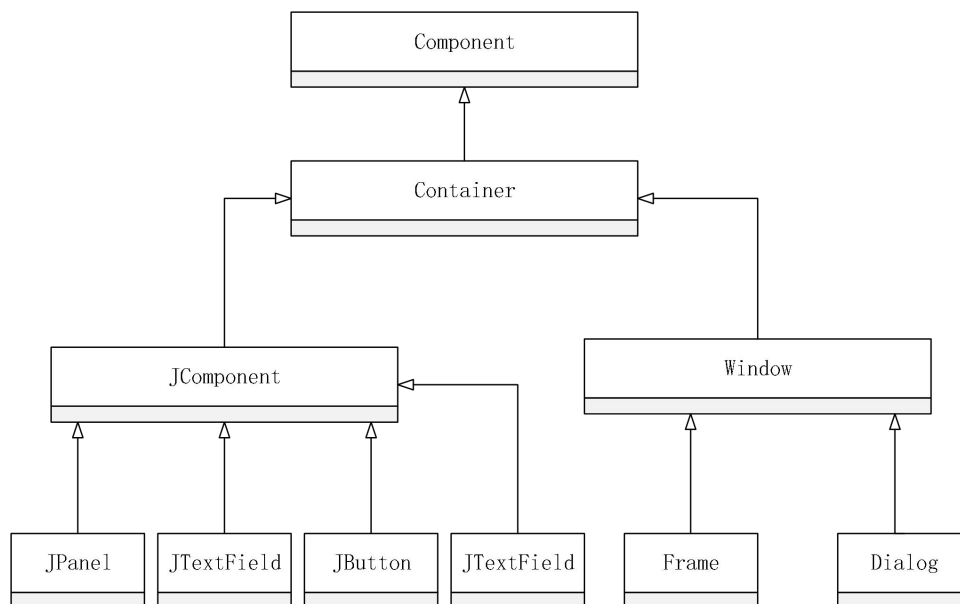 Component
Container
JComponent
Window
JPanel
JTextField
JButton
JTextField
Frame
Dialog